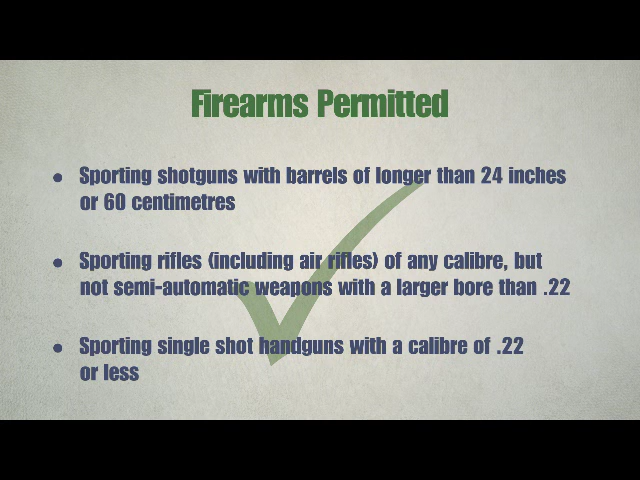 Firearms Permitted
• Sporting shotguns with barrels of longer than 24 inches
or 60 centimetres
• Sporting rifles (including air rifles) of any calibre, but
not semi-automatic weapons with a larger bore than .22
• Sporting single shot handguns with a calibre of .22
or less